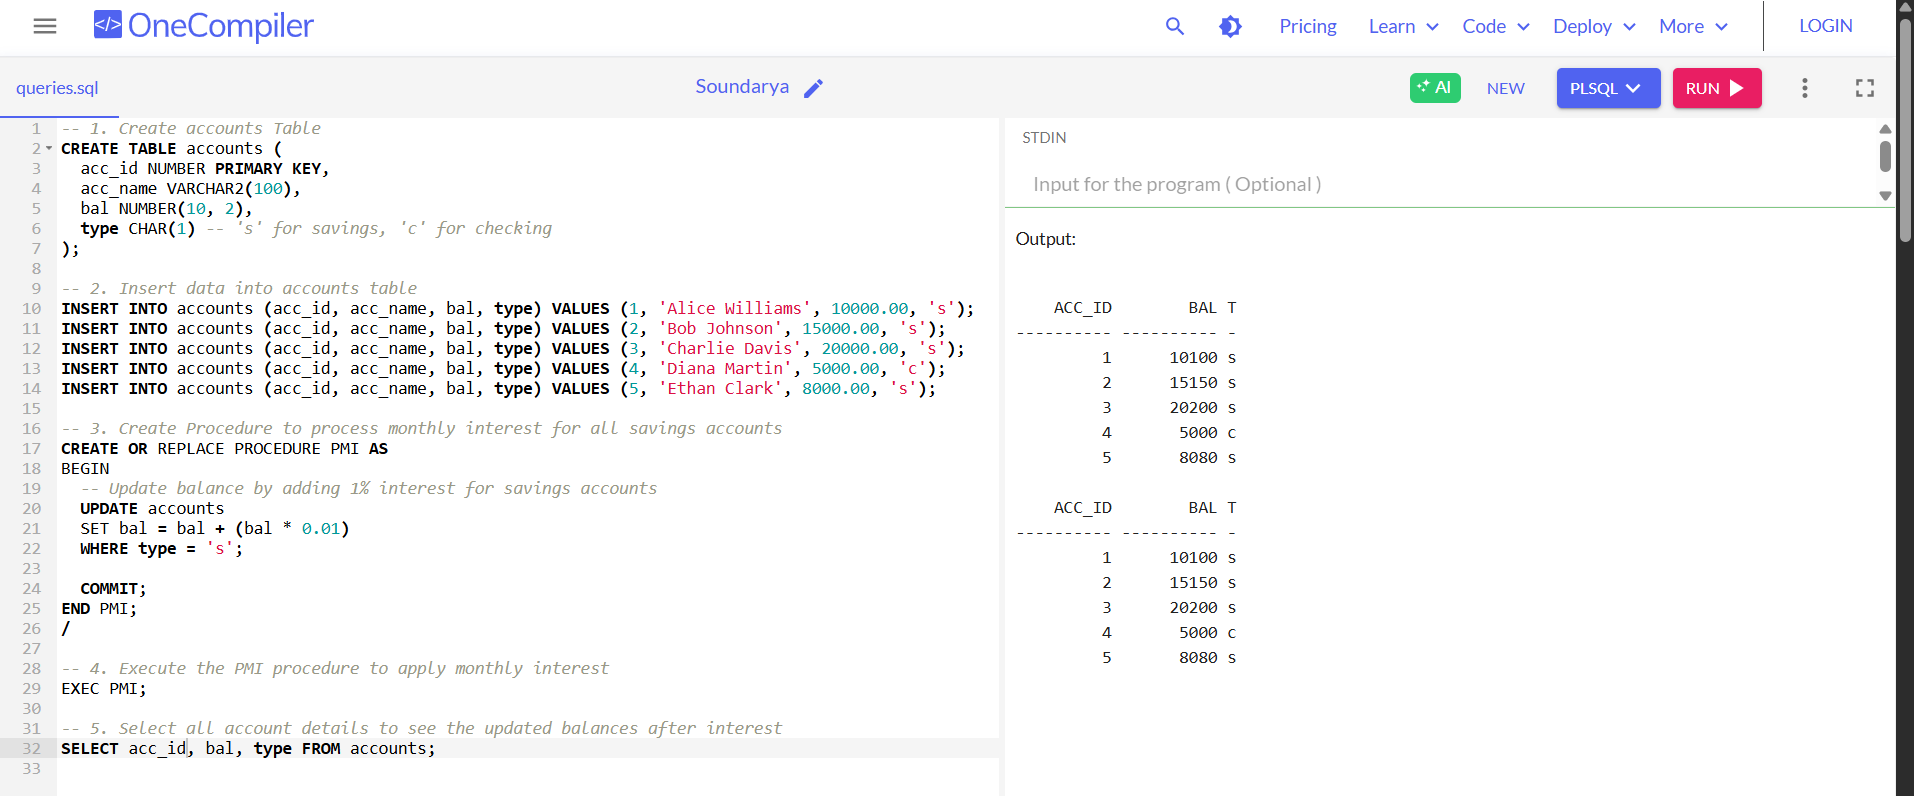 OneCompiler
Pricing Learn Code Deploy More LOGIN
queries.sql Soundarya AI NEW PLSQL RUN
1 -- 1. Create accounts Table
2 CREATE TABLE accounts (
3   acc_id NUMBER PRIMARY KEY,
4   acc_name VARCHAR2(100),
5   bal NUMBER(10, 2),
6   type CHAR(1) -- 's' for savings, 'c' for checking
7 );
8
9 -- 2. Insert data into accounts table
10 INSERT INTO accounts (acc_id, acc_name, bal, type) VALUES (1, 'Alice Williams', 10000.00, 's');
11 INSERT INTO accounts (acc_id, acc_name, bal, type) VALUES (2, 'Bob Johnson', 15000.00, 's');
12 INSERT INTO accounts (acc_id, acc_name, bal, type) VALUES (3, 'Charlie Davis', 20000.00, 's');
13 INSERT INTO accounts (acc_id, acc_name, bal, type) VALUES (4, 'Diana Martin', 5000.00, 'c');
14 INSERT INTO accounts (acc_id, acc_name, bal, type) VALUES (5, 'Ethan Clark', 8000.00, 's');
15
16 -- 3. Create Procedure to process monthly interest for all savings accounts
17 CREATE OR REPLACE PROCEDURE PMI AS
18 BEGIN
19   -- Update balance by adding 1% interest for savings accounts
20   UPDATE accounts
21   SET bal = bal + (bal * 0.01)
22   WHERE type = 's';
23
24   COMMIT;
25 END PMI;
26 /
27
28 -- 4. Execute the PMI procedure to apply monthly interest
29 EXEC PMI;
30
31 -- 5. Select all account details to see the updated balances after interest
32 SELECT acc_id, bal, type FROM accounts;
33
STDIN
Input for the program ( Optional )
Output:
ACC_ID BAL T
---------- ---------- -
1 10100 s
2 15150 s
3 20200 s
4 5000 c
5 8080 s
ACC_ID BAL T
---------- ---------- -
1 10100 s
2 15150 s
3 20200 s
4 5000 c
5 8080 s